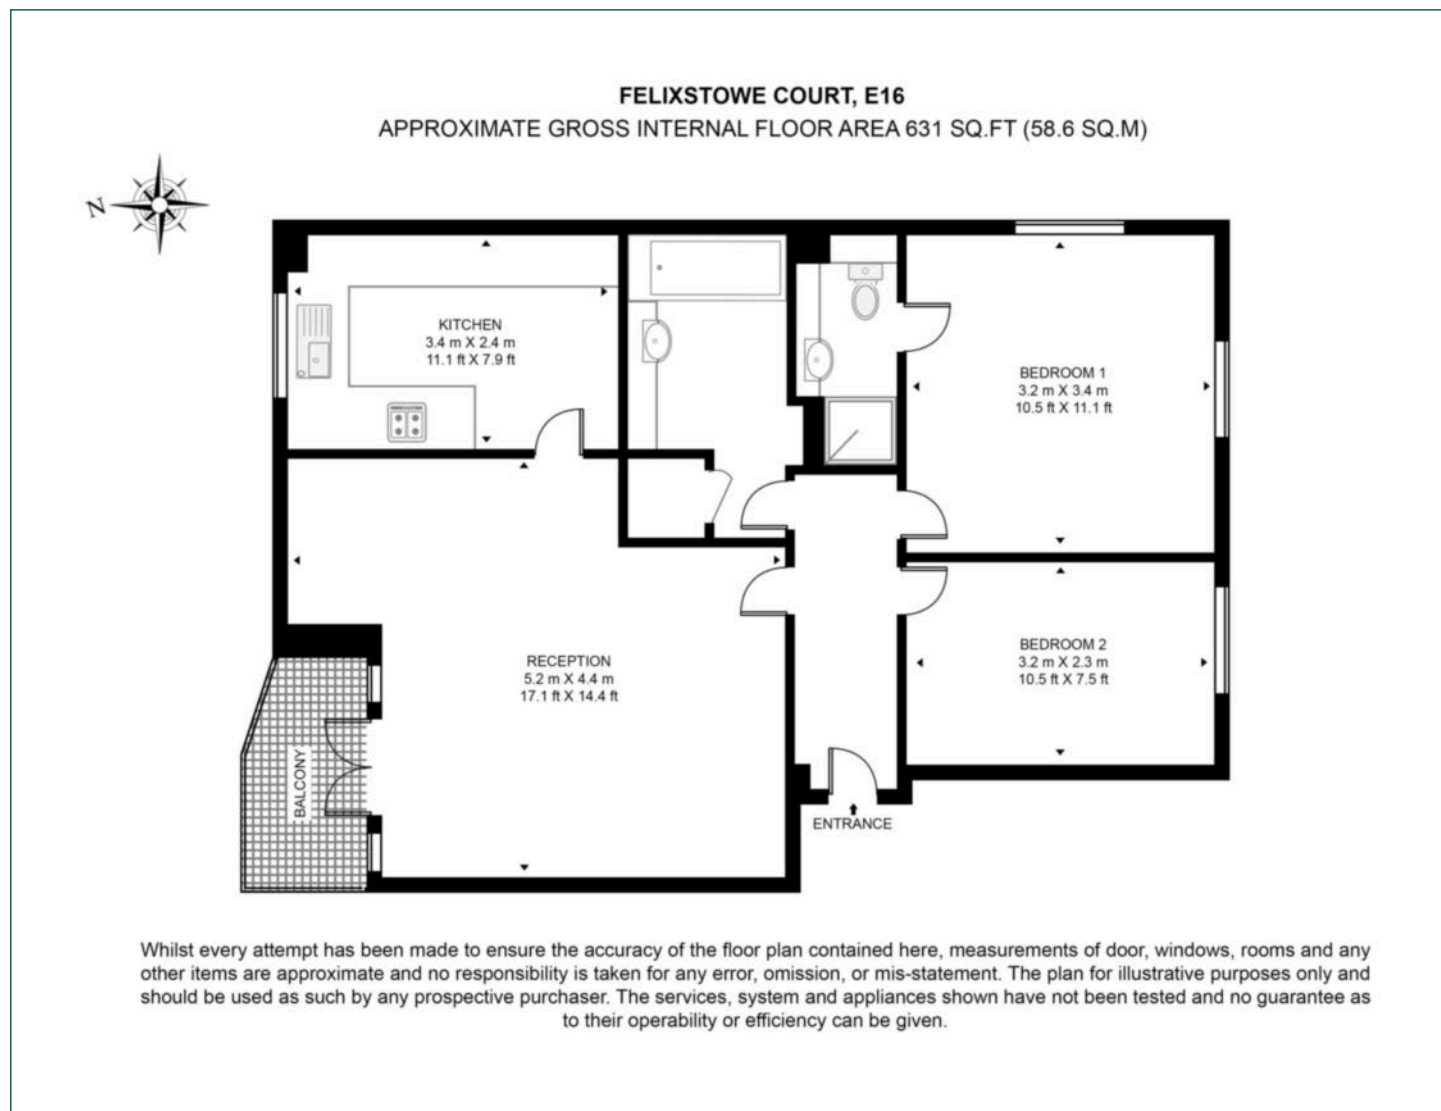 FELIXSTOWE COURT, E16
APPROXIMATE GROSS INTERNAL FLOOR AREA 631 SQ.FT (58.6 SQ.M)
N
KITCHEN
3.4 m X 2.4 m
11.1 ft X 7.9 ft
BEDROOM 1
3.2 m X 3.4 m
10.5 ft X 11.1 ft
RECEPTION
5.2 m X 4.4 m
17.1 ft X 14.4 ft
BEDROOM 2
3.2 m X 2.3 m
10.5 ft X 7.5 ft
BALCONY
ENTRANCE
Whilst every attempt has been made to ensure the accuracy of the floor plan contained here, measurements of door, windows, rooms and any
other items are approximate and no responsibility is taken for any error, omission, or mis-statement. The plan for illustrative purposes only and
should be used as such by any prospective purchaser. The services, system and appliances shown have not been tested and no guarantee as
to their operability or efficiency can be given.